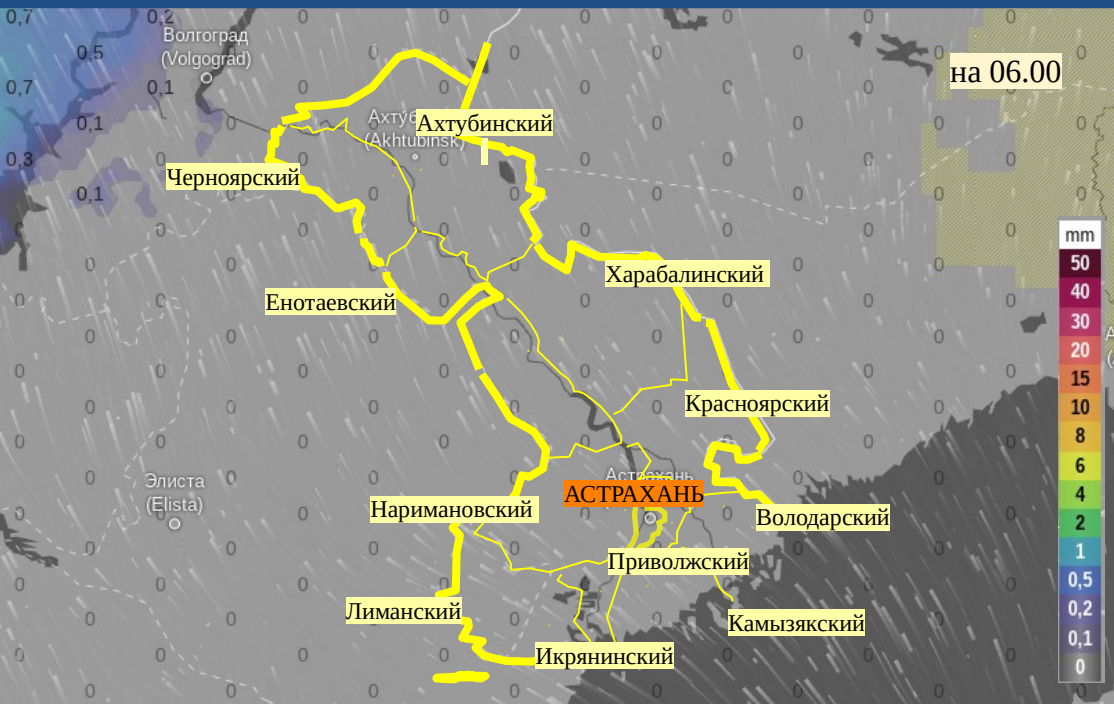 0,7
0,2
Волгоград
(Volgograd)
0,5
0,7
0,1
0,1
0,3
0,1
на 06.00
(Akhtubinsk)
Ахтубинский
Черноярский
Харабалинский
Енотаевский
Красноярский
Элиста
(Elista)
Астрахань
АСТРАХАНЬ
Наримановский
Володарский
Приволжский
Лиманский
Камызякский
Икрянинский
mm
50
40
30
20
15
10
8
6
4
2
1
0,5
0,2
0,1
0